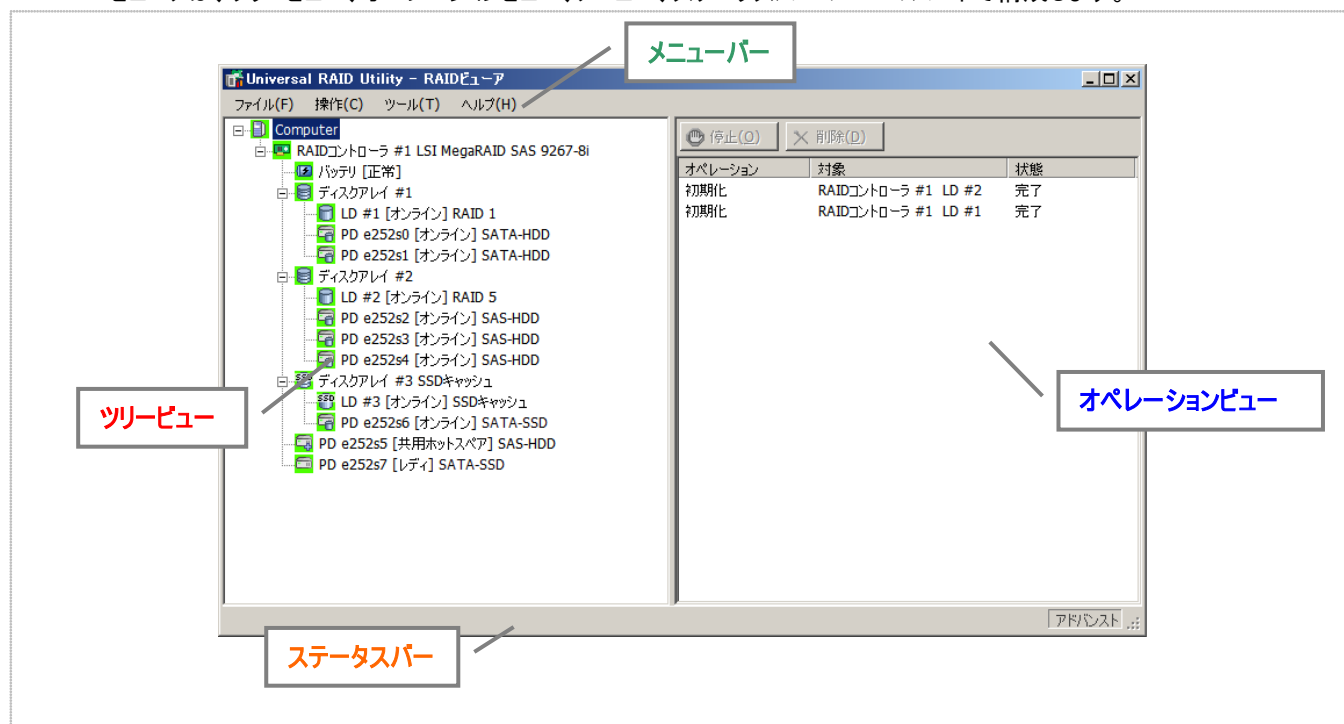 メニューバー
Universal RAID Utility - RAIDビューア
ファイル(F) 操作(C) ツール(T) ヘルプ(H)
Computer
RAIDコントローラ #1 LSI MegaRAID SAS 9267-8i
バッテリ [正常]
ディスクアレイ #1
LD #1 [オンライン] RAID 1
PD e252s0 [オンライン] SATA-HDD
PD e252s1 [オンライン] SATA-HDD
ディスクアレイ #2
LD #2 [オンライン] RAID 5
PD e252s2 [オンライン] SAS-HDD
PD e252s3 [オンライン] SAS-HDD
PD e252s4 [オンライン] SAS-HDD
ディスクアレイ #3 SSDキャッシュ
LD #3 [オンライン] SSDキャッシュ
PD e252s6 [オンライン] SATA-SSD
PD e252s5 [共用ホットスペア] SAS-HDD
PD e252s7 [レディ] SATA-SSD
停止(O) 削除(D)
オペレーション 対象 状態
初期化 RAIDコントローラ #1 LD #2 完了
初期化 RAIDコントローラ #1 LD #1 完了
ツリービュー
オペレーションビュー
アドバンスト
ステータスバー